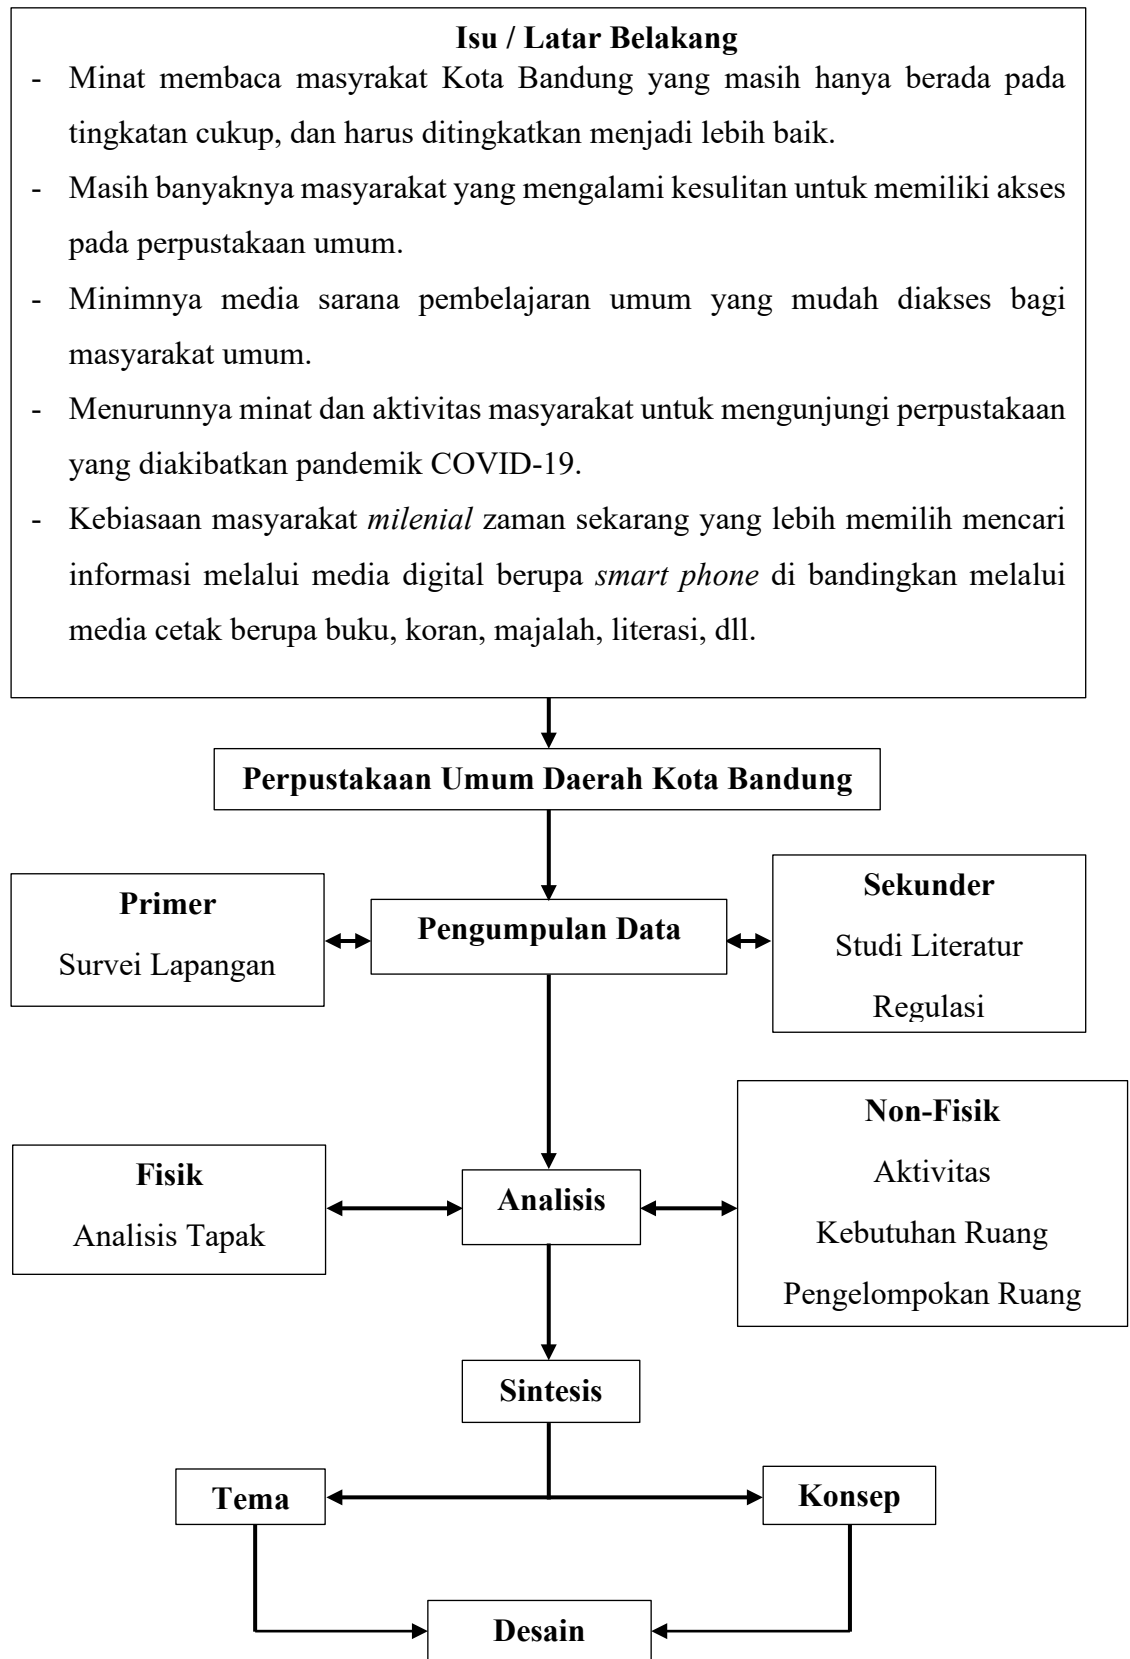 Isu / Latar Belakang
- Minat membaca masyrakat Kota Bandung yang masih hanya berada pada
tingkatan cukup, dan harus ditingkatkan menjadi lebih baik.
- Masih banyaknya masyarakat yang mengalami kesulitan untuk memiliki akses
pada perpustakaan umum.
- Minimnya media sarana pembelajaran umum yang mudah diakses bagi
masyarakat umum.
- Menurunnya minat dan aktivitas masyarakat untuk mengunjungi perpustakaan
yang diakibatkan pandemik COVID-19.
- Kebiasaan masyarakat milenial zaman sekarang yang lebih memilih mencari
informasi melalui media digital berupa smart phone di bandingkan melalui
media cetak berupa buku, koran, majalah, literasi, dll.
Perpustakaan Umum Daerah Kota Bandung
Primer
Survei Lapangan
Pengumpulan Data
Sekunder
Studi Literatur
Regulasi
Fisik
Analisis Tapak
Analisis
Non-Fisik
Aktivitas
Kebutuhan Ruang
Pengelompokan Ruang
Sintesis
Tema
Konsep
Desain